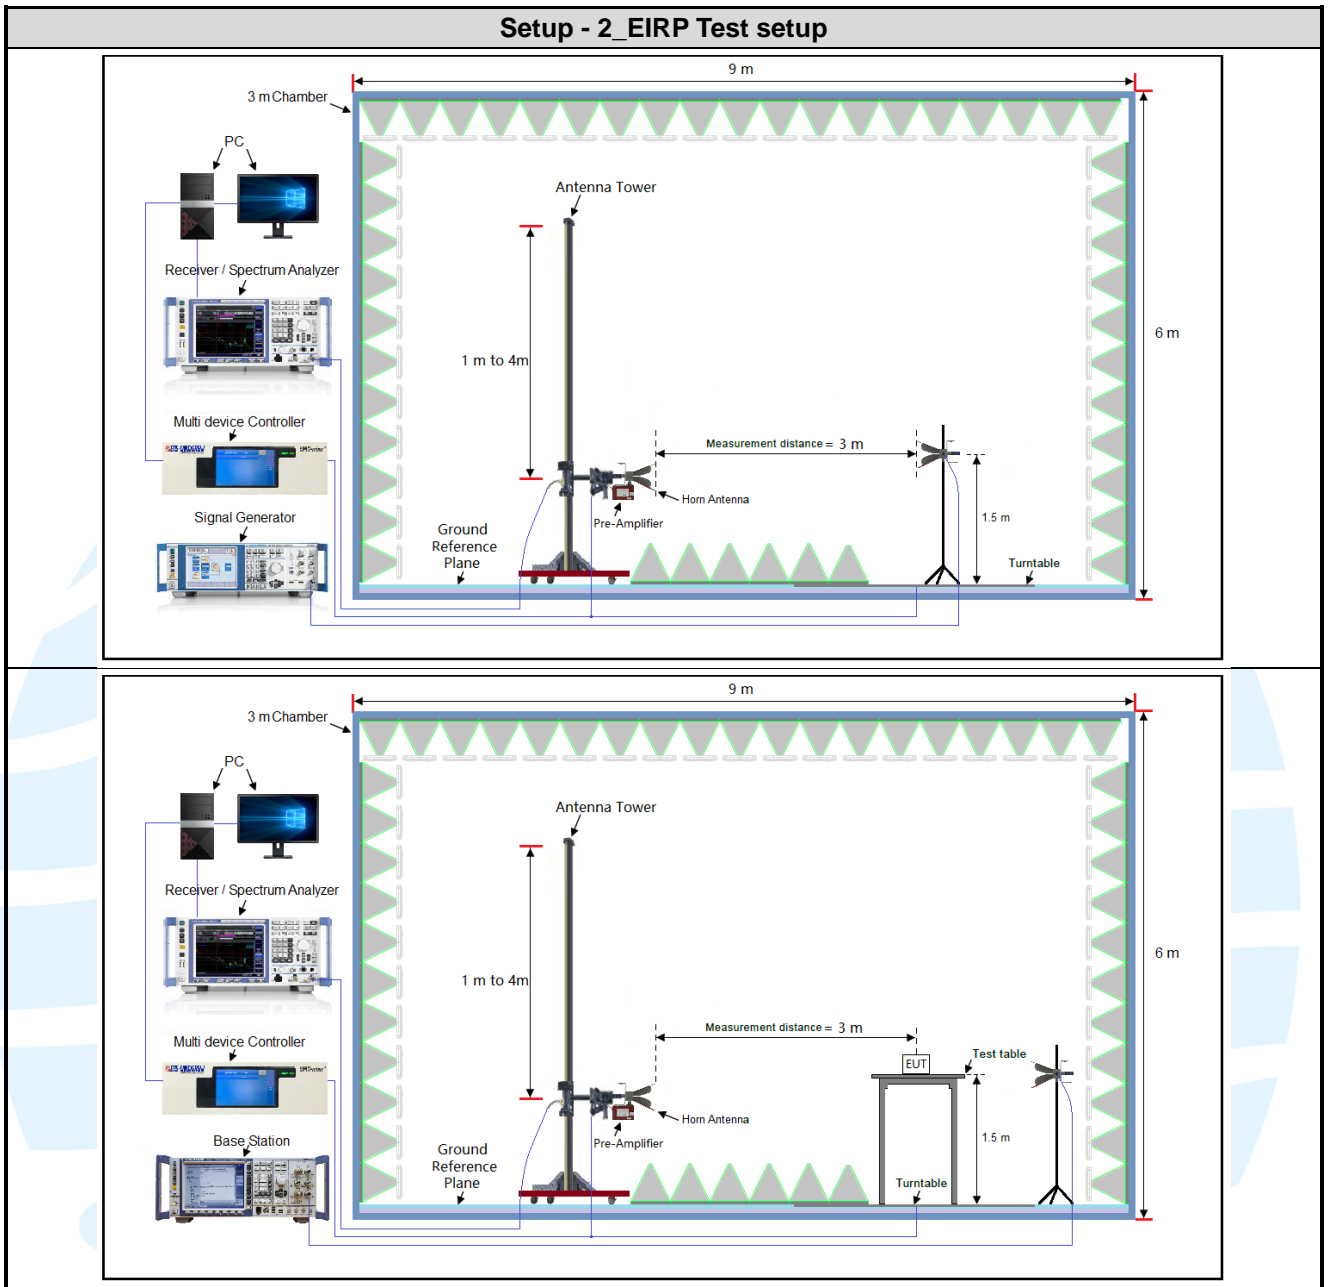 Setup - 2_EIRP Test setup
9 m
3 m Chamber
PC
Antenna Tower
Receiver / Spectrum Analyzer
6 m
1 m to 4m
Multi device Controller
Measurement distance = 3 m
Horn Antenna
Signal Generator
1.5 m
Pre-Amplifier
Ground
Reference
Plane
Turntable
9 m
3 m Chamber
PC
Antenna Tower
Receiver / Spectrum Analyzer
6 m
1 m to 4m
Measurement distance = 3 m
Multi device Controller
Test table
EUT
Horn Antenna
Base Station
Pre-Amplifier
1.5 m
Ground
Reference
Plane
Turntable